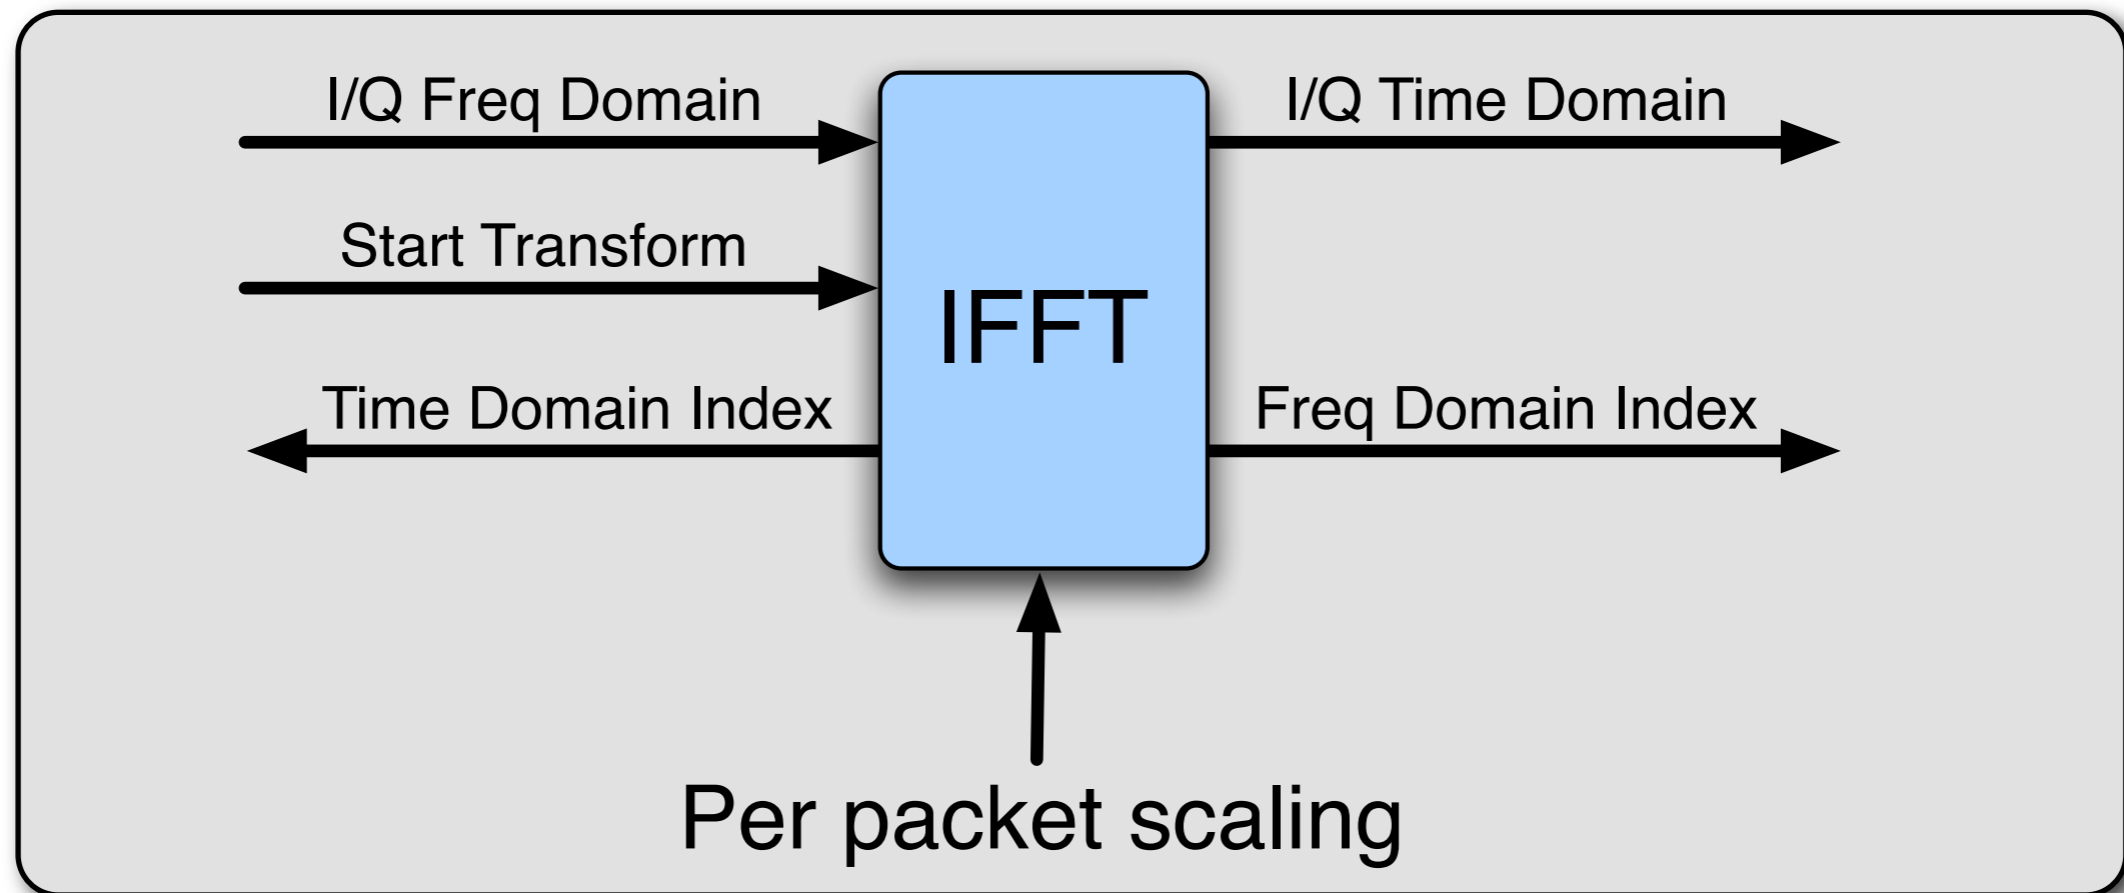 I/Q Freq Domain
I/Q Time Domain
Start Transform
IFFT
Time Domain Index
Freq Domain Index
Per packet scaling